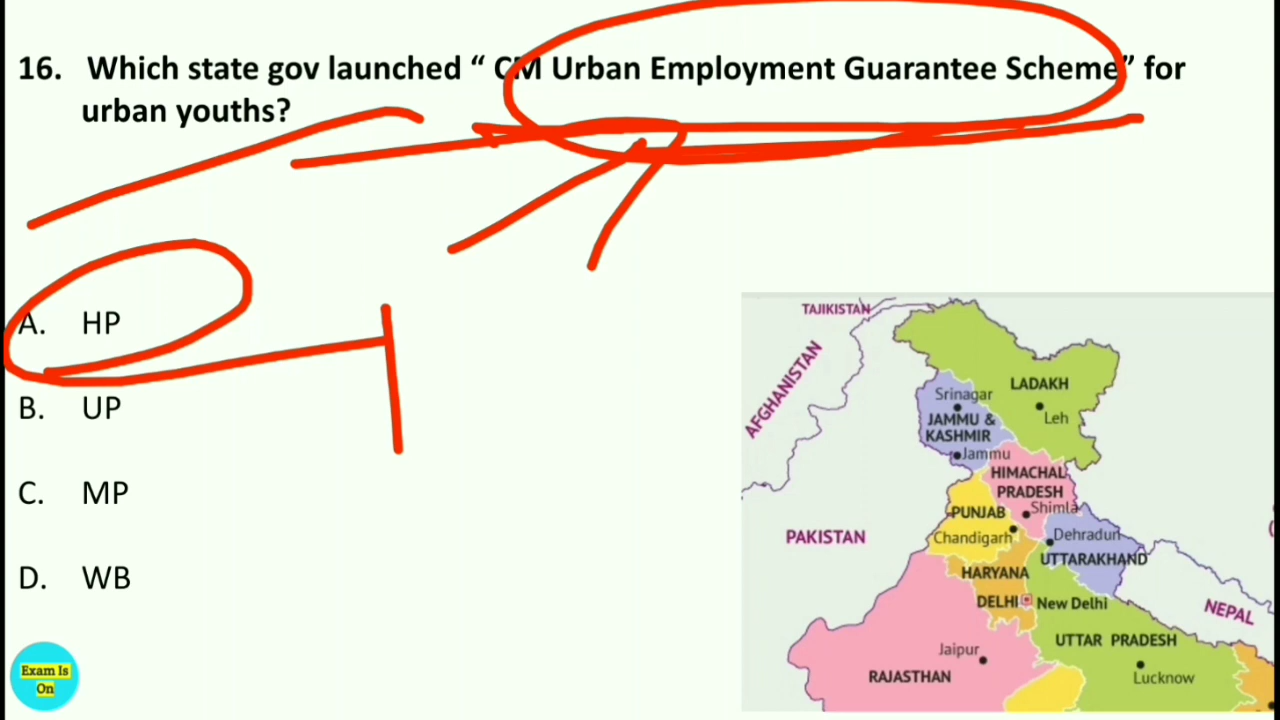 16. Which state gov launched “ CM Urban Employment Guarantee Scheme” for
urban youths?
A. HP
B. UP
C. MP
D. WB
Exam Is
On
TAJIKISTAN
AFGHANISTAN
LADAKH
Leh
Srinagar
JAMMU &
KASHMIR
Jammu
HIMACHAL
PRADESH
Shimla
PUNJAB
Chandigarh
PAKISTAN
Dehradun
UTTARAKHAND
HARYANA
DELHI
New Delhi
NEPAL
UTTAR PRADESH
Jaipur
RAJASTHAN
Lucknow